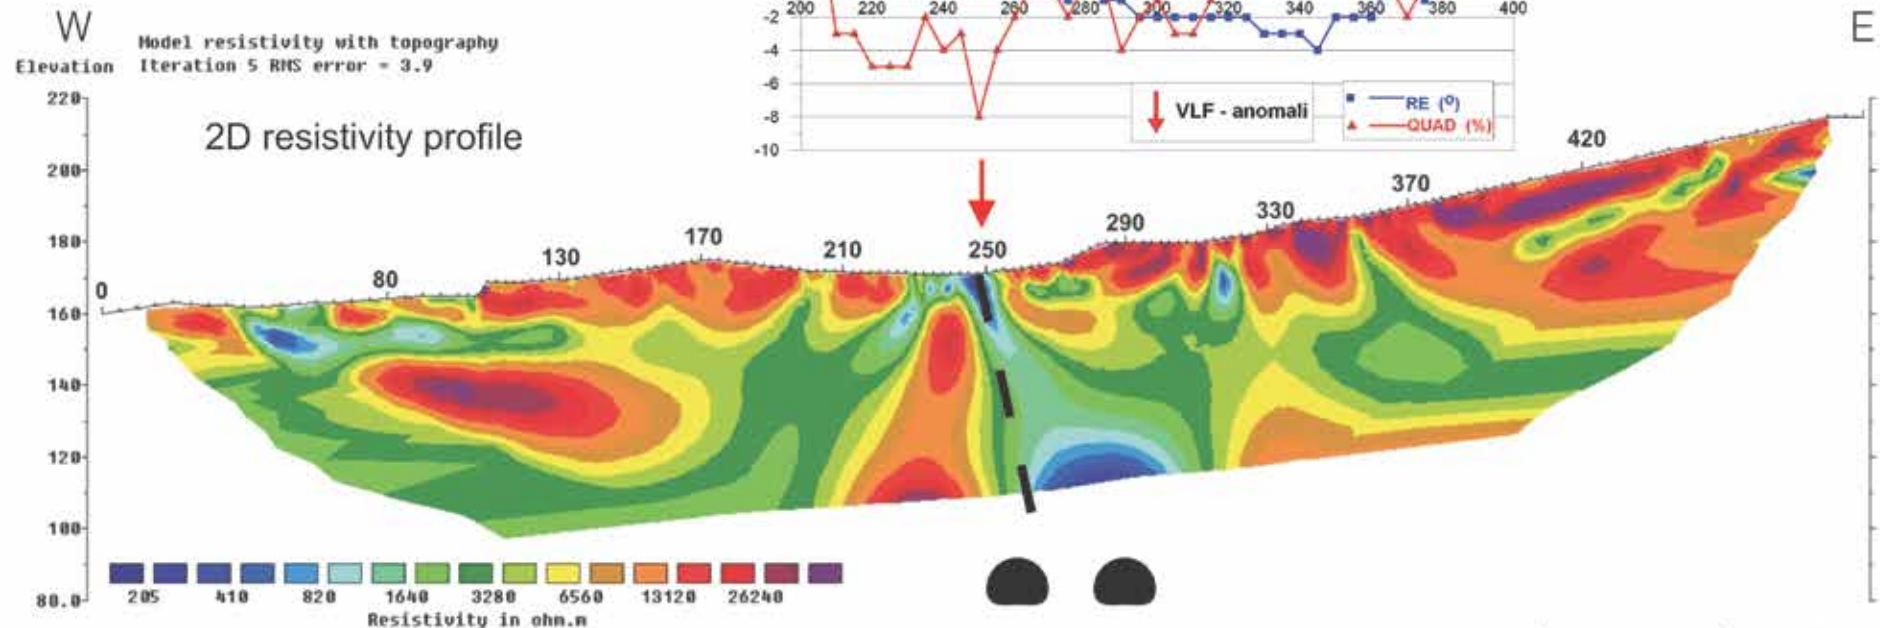 200 220 240 260 280 300 320 340 360 380 400
-2
-4
-6
-8
-10
VLF - anomali
RE (º)
QUAD (%)
W
E
Model resistivity with topography
Elevation Iteration 5 RMS error = 3.9
2D resistivity profile
220
200
180
160
140
120
100
80.0
0 80 130 170 210 250 290 330 370 420
205 410 820 1640 3280 6560 13120 26240
Resistivity in ohm.m